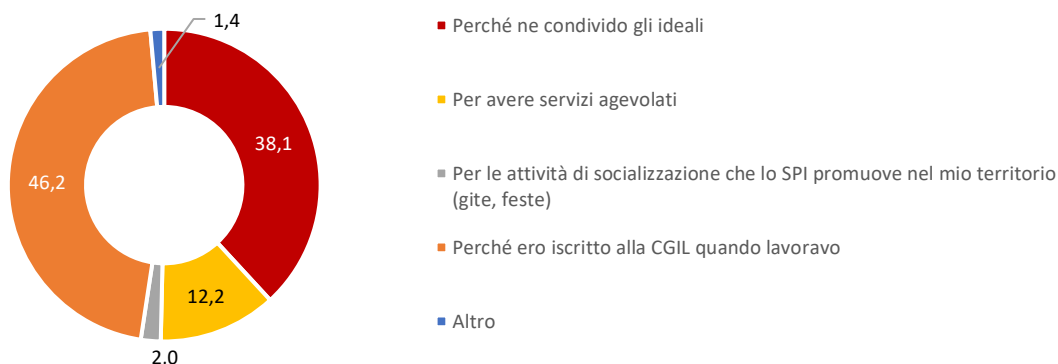 1,4
38,1
46,2
12,2
2,0
Perché ne condivido gli ideali
Per avere servizi agevolati
Per le attività di socializzazione che lo SPI promuove nel mio territorio
(gite, feste)
Perché ero iscritto alla CGIL quando lavoravo
Altro